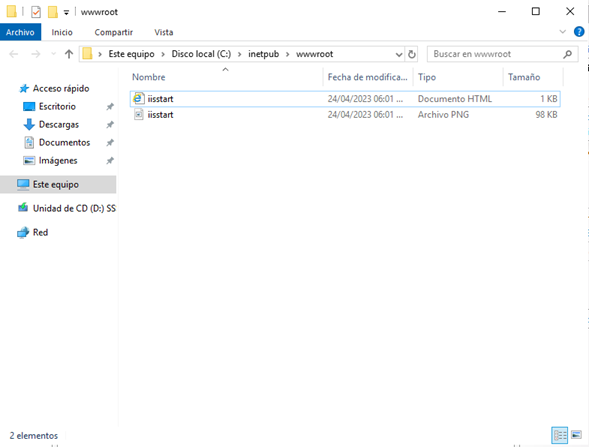 wwwroot
Archivo Inicio Compartir Vista
Este equipo Disco local (C:) inetpub wwwroot Buscar en wwwroot
Nombre Fecha de modifica... Tipo Tamaño
Acceso rápido
Escritorio
Descargas
Documentos
Imágenes
Este equipo
Unidad de CD (D:) SS
Red
iisstart 24/04/2023 06:01 ... Documento HTML 1 KB
iisstart 24/04/2023 06:01 ... Archivo PNG 98 KB
2 elementos